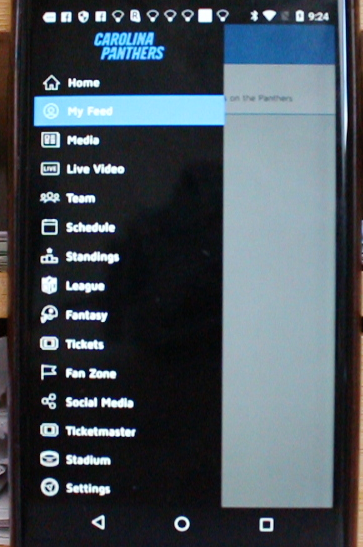 9:24
CAROLINA
PANTHERS
Home
My Feed
on the Panthers
Media
LIVE Live Video
Team
Schedule
Standings
League
Fantasy
Tickets
Fan Zone
Social Media
Ticketmaster
Stadium
Settings